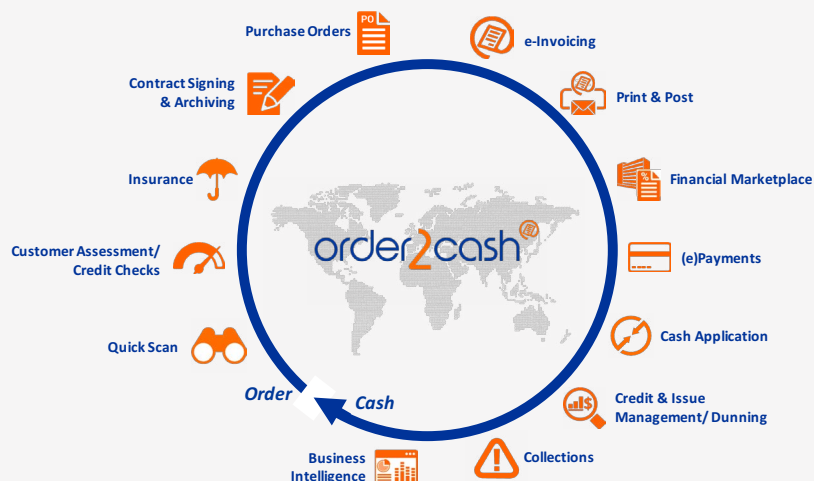 PO
Purchase Orders
e-Invoicing
Contract Signing
& Archiving
Print & Post
Insurance
Financial Marketplace
%
order2cash
Customer Assessment/
Credit Checks
(e)Payments
Quick Scan
Cash Application
Order
Cash
$
Credit & Issue
Management/ Dunning
Business
Intelligence
Collections